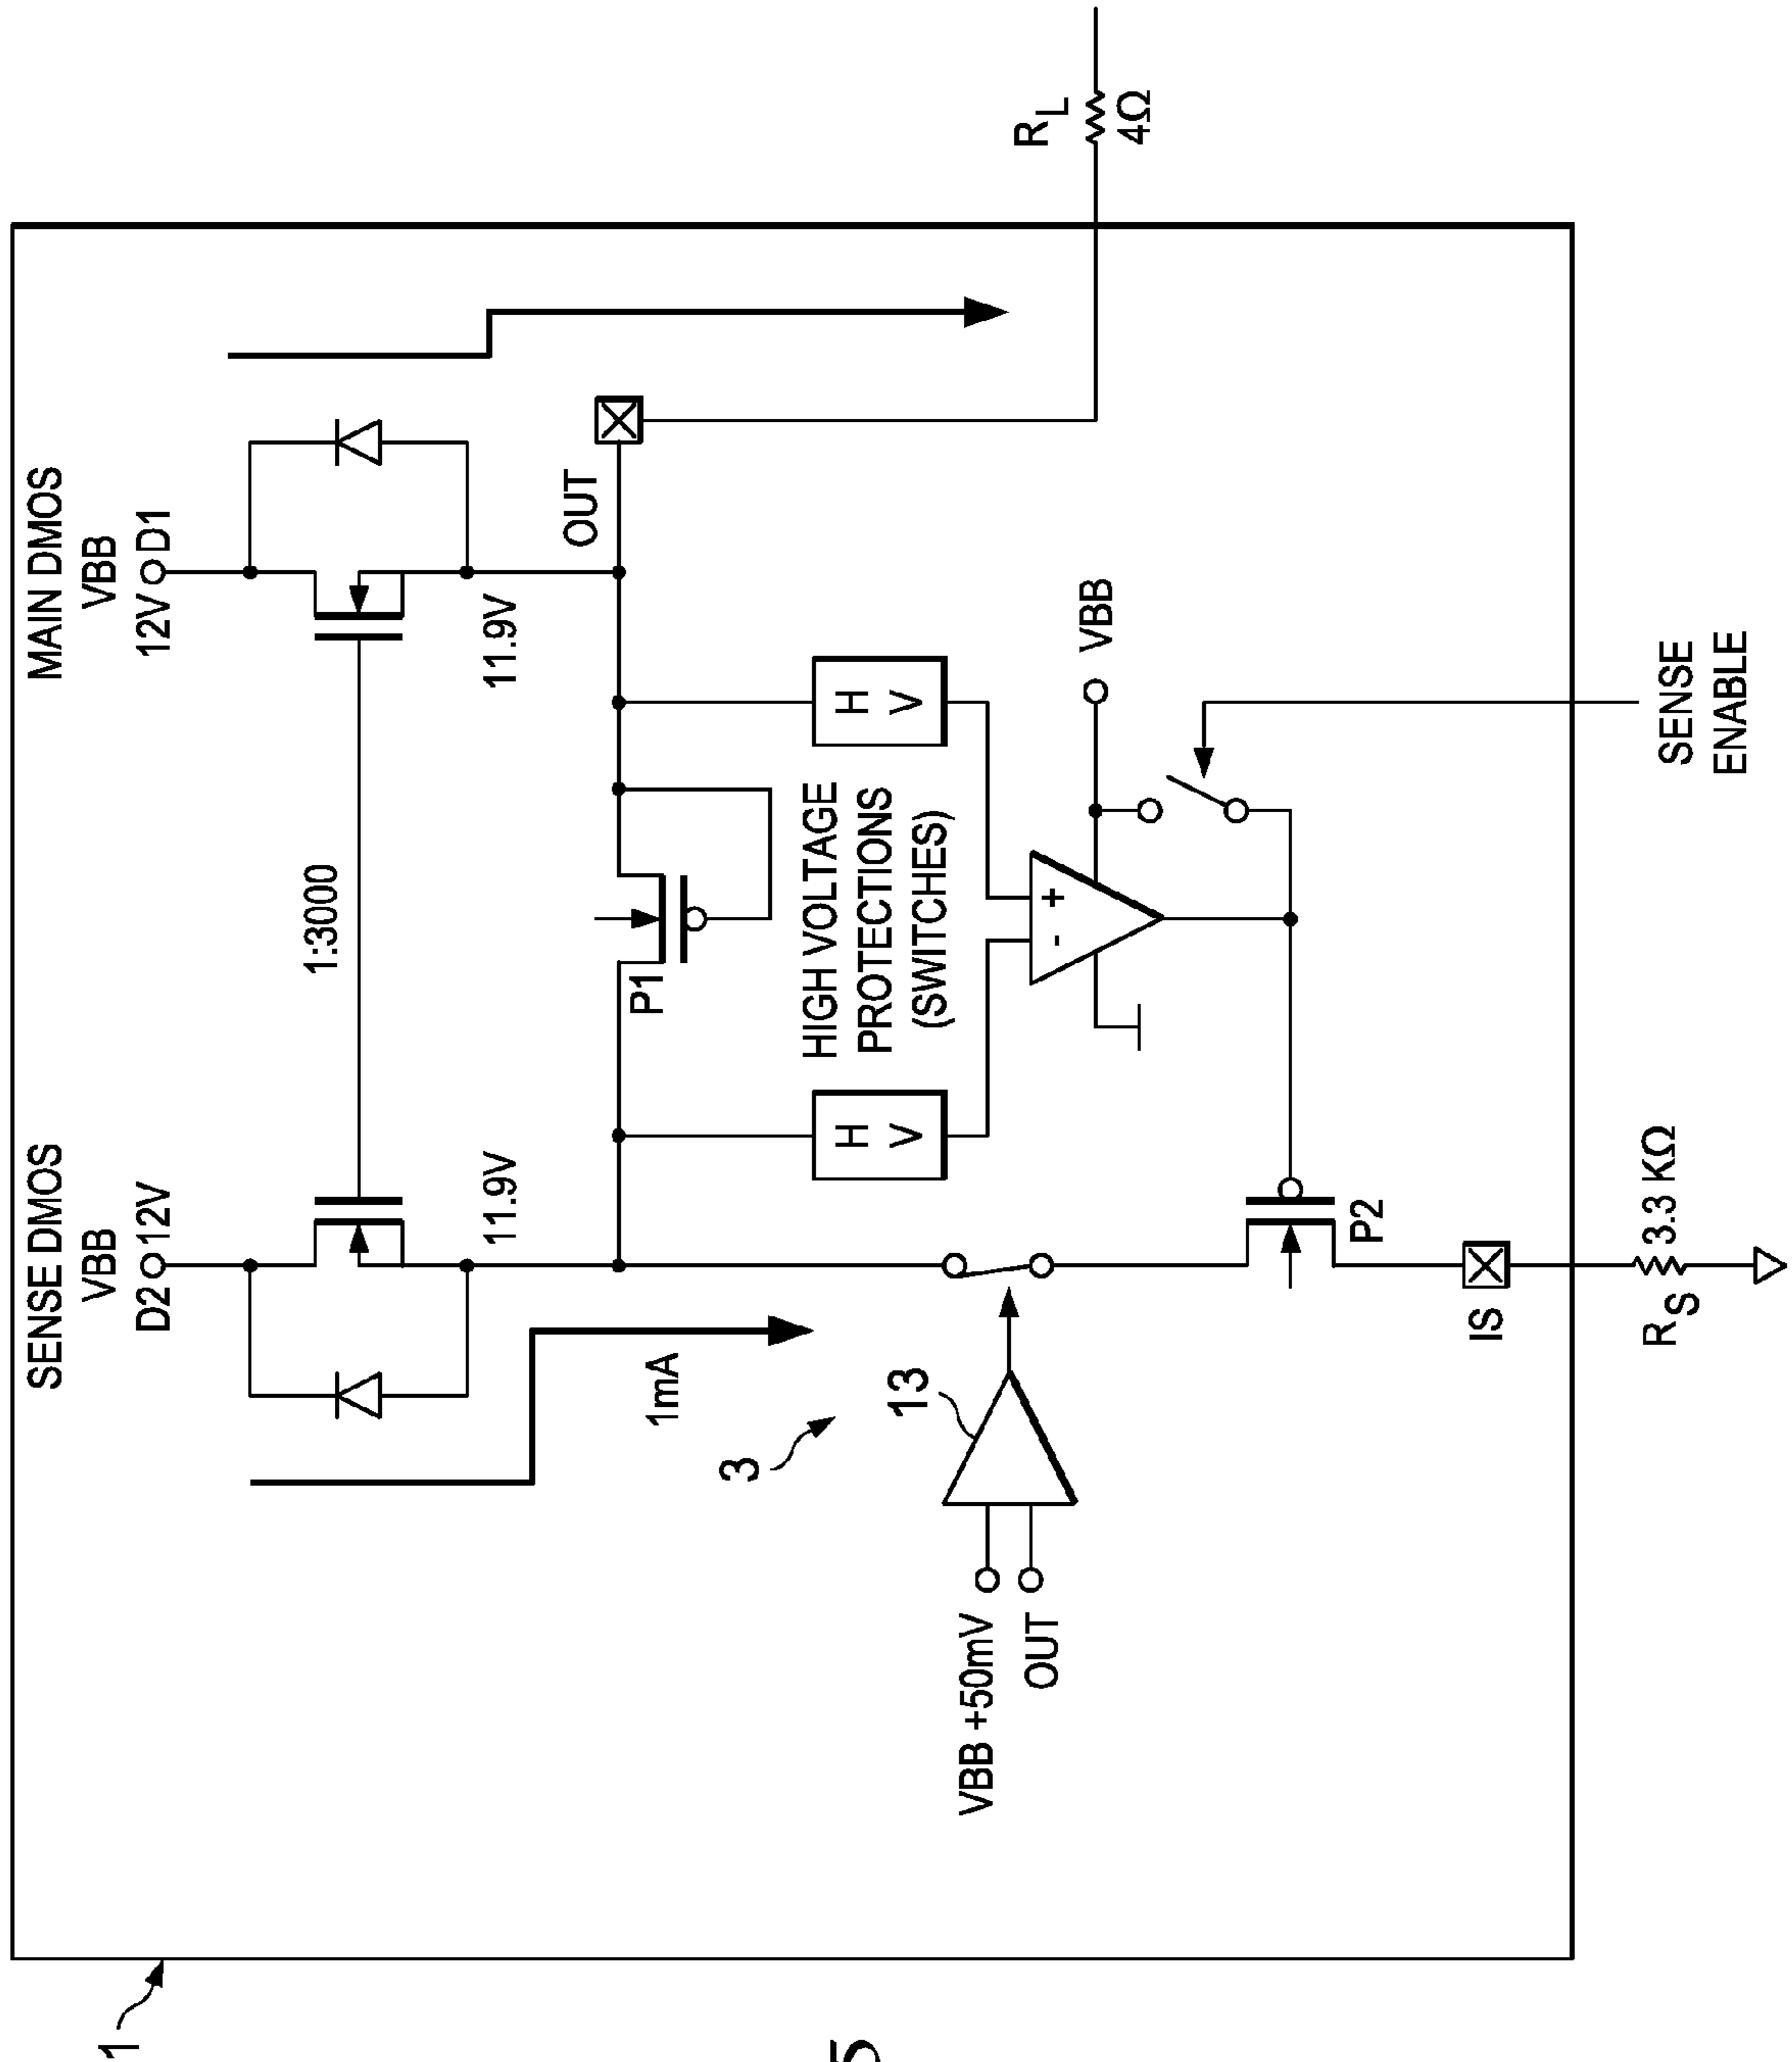 1
SENSE DMOS
VBB
D2 12V
MAIN DMOS
VBB
12V D1
1:3000
11.9V
11.9V
OUT
1mA
P1
3
HIGH VOLTAGE
PROTECTIONS
(SWITCHES)
H V
H V
13
VBB +50mV
OUT
- +
VBB
RL
4Ω
P2
IS
SENSE
ENABLE
RS 3.3 KΩ
5